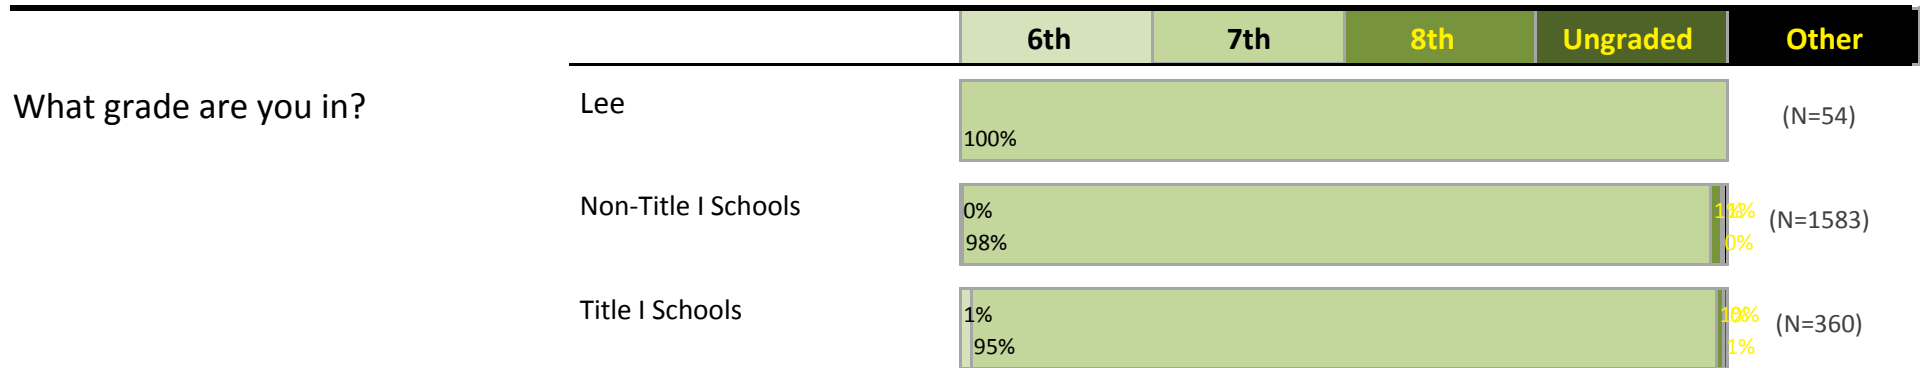 6th 7th 8th Ungraded Other
What grade are you in?
Lee
100%
(N=54)
Non-Title I Schools
0%
98%
0%
(N=1583)
Title I Schools
1%
95%
1%
(N=360)